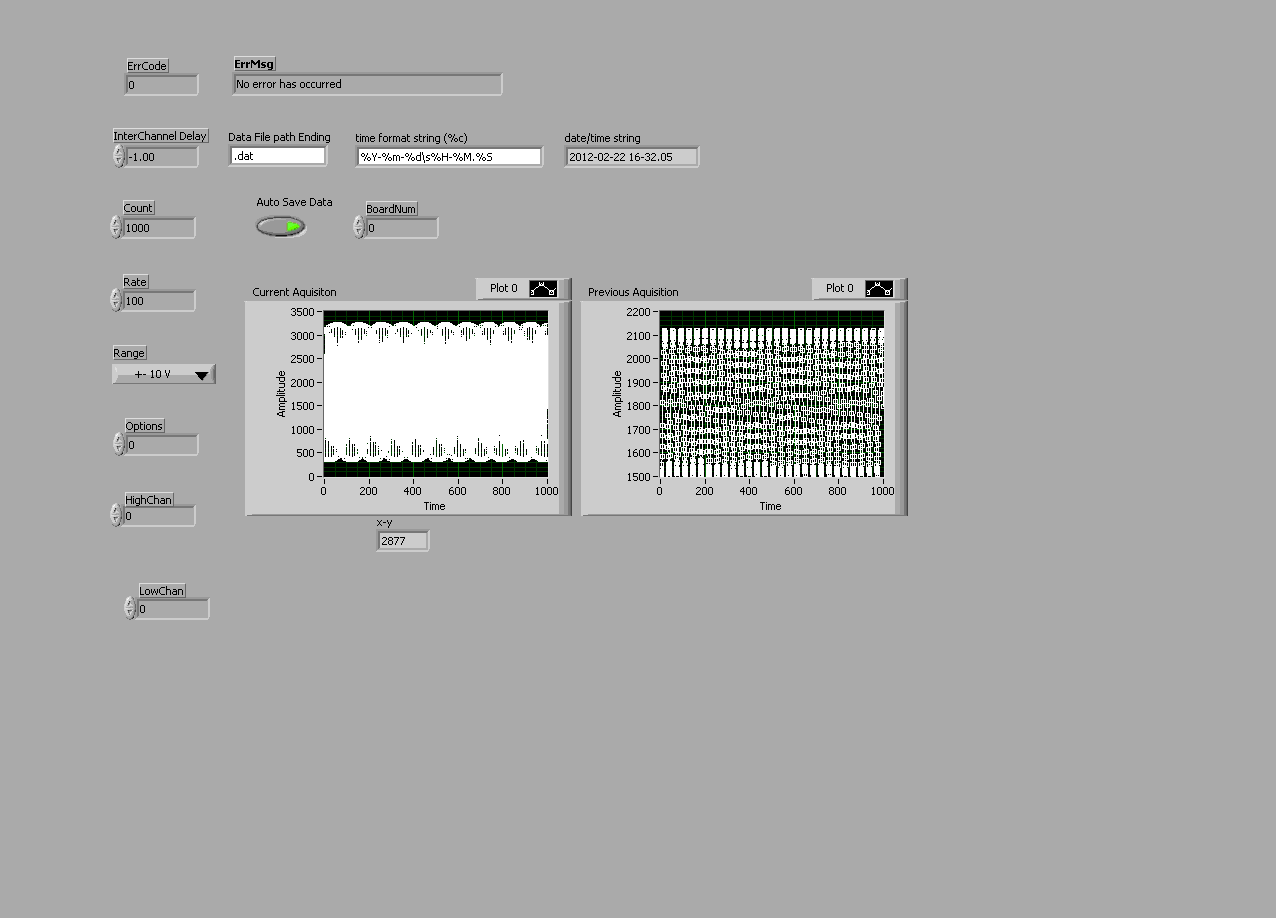 ErrCode
ErrMsg
0
No error has occurred
InterChannel Delay
Data File path Ending
time format string (%c)
date/time string
-1.00
.dat
%Y-%m-%d\s%H-%M.%S
2012-02-22 16-32.05
Count
Auto Save Data
BoardNum
1000
0
Rate
100
Range
+- 10 V
Options
0
HighChan
0
LowChan
0
Current Aquisiton
Plot 0
3500
3000
2500
2000
1500
1000
500
0
Amplitude
0 200 400 600 800 1000
Time
x-y
2877
Previous Aquisition
Plot 0
2200
2100
2000
1900
1800
1700
1600
1500
Amplitude
0 200 400 600 800 1000
Time